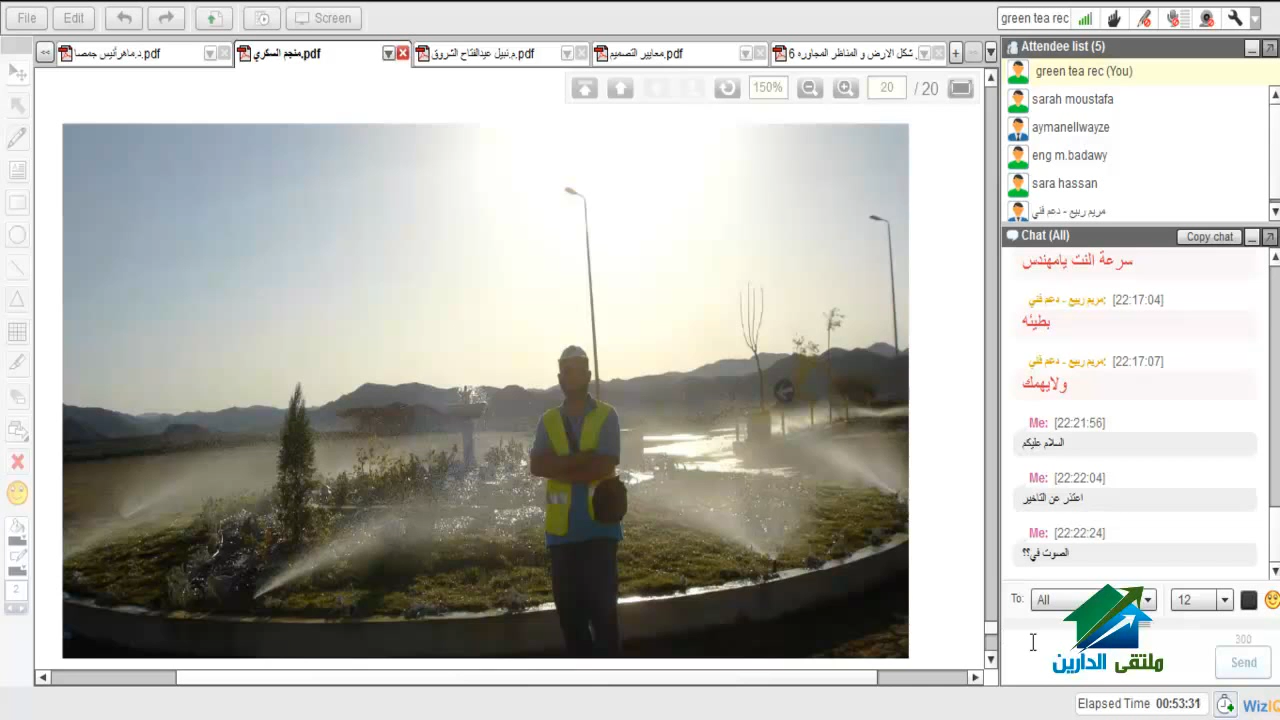 File
Edit
Screen
green tea rec
<<
د.ماهرأنيس جمصا.pdf
منجم السكري.pdf
م.نبيل عبدالفتاح الشروق.pdf
معايير التصميم.pdf
شكل الارض و المناظر المجاوره 6
150%
20 / 20
Attendee list (5)
green tea rec (You)
sarah moustafa
aymanellwayze
eng m.badawy
sara hassan
مريم ربيع - دعم فني
Chat (All)
Copy chat
سرعة النت يامهندس
مريم ربيع - دعم فني: [22:17:04]
بطيئه
مريم ربيع - دعم فني: [22:17:07]
ولايهمك
Me: [22:21:56]
السلام عليكم
Me: [22:22:04]
اعتذر عن التاخير
Me: [22:22:24]
الصوت في؟؟
To: All
12
300
Send
ملتقى الدارين
2
Elapsed Time 00:53:31
WizIQ